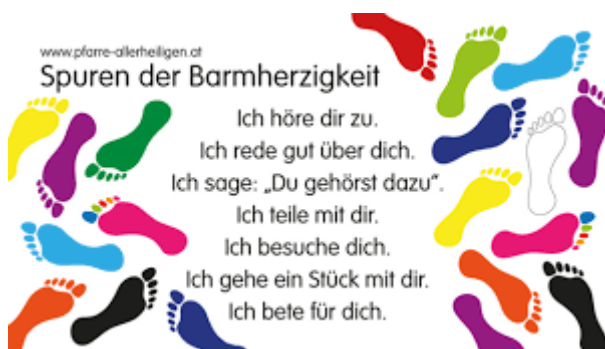 www.pfarre-allerheiligen.at
Spuren der Barmherzigkeit
Ich höre dir zu.
Ich rede gut über dich.
Ich sage: „Du gehörst dazu“.
Ich teile mit dir.
Ich besuche dich.
Ich gehe ein Stück mit dir.
Ich bete für dich.